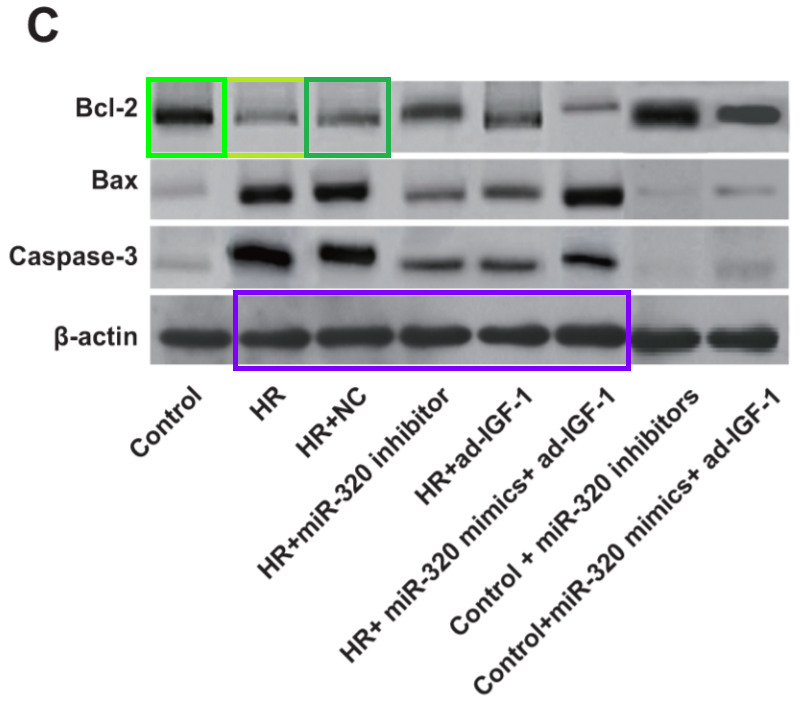 C
Bcl-2
Bax
Caspase-3
β-actin
Control
HR
HR+NC
HR+miR-320 inhibitor
HR+ad-IGF-1
HR+ miR-320 mimics+ ad-IGF-1
Control + miR-320 inhibitors
Control+miR-320 mimics+ ad-IGF-1